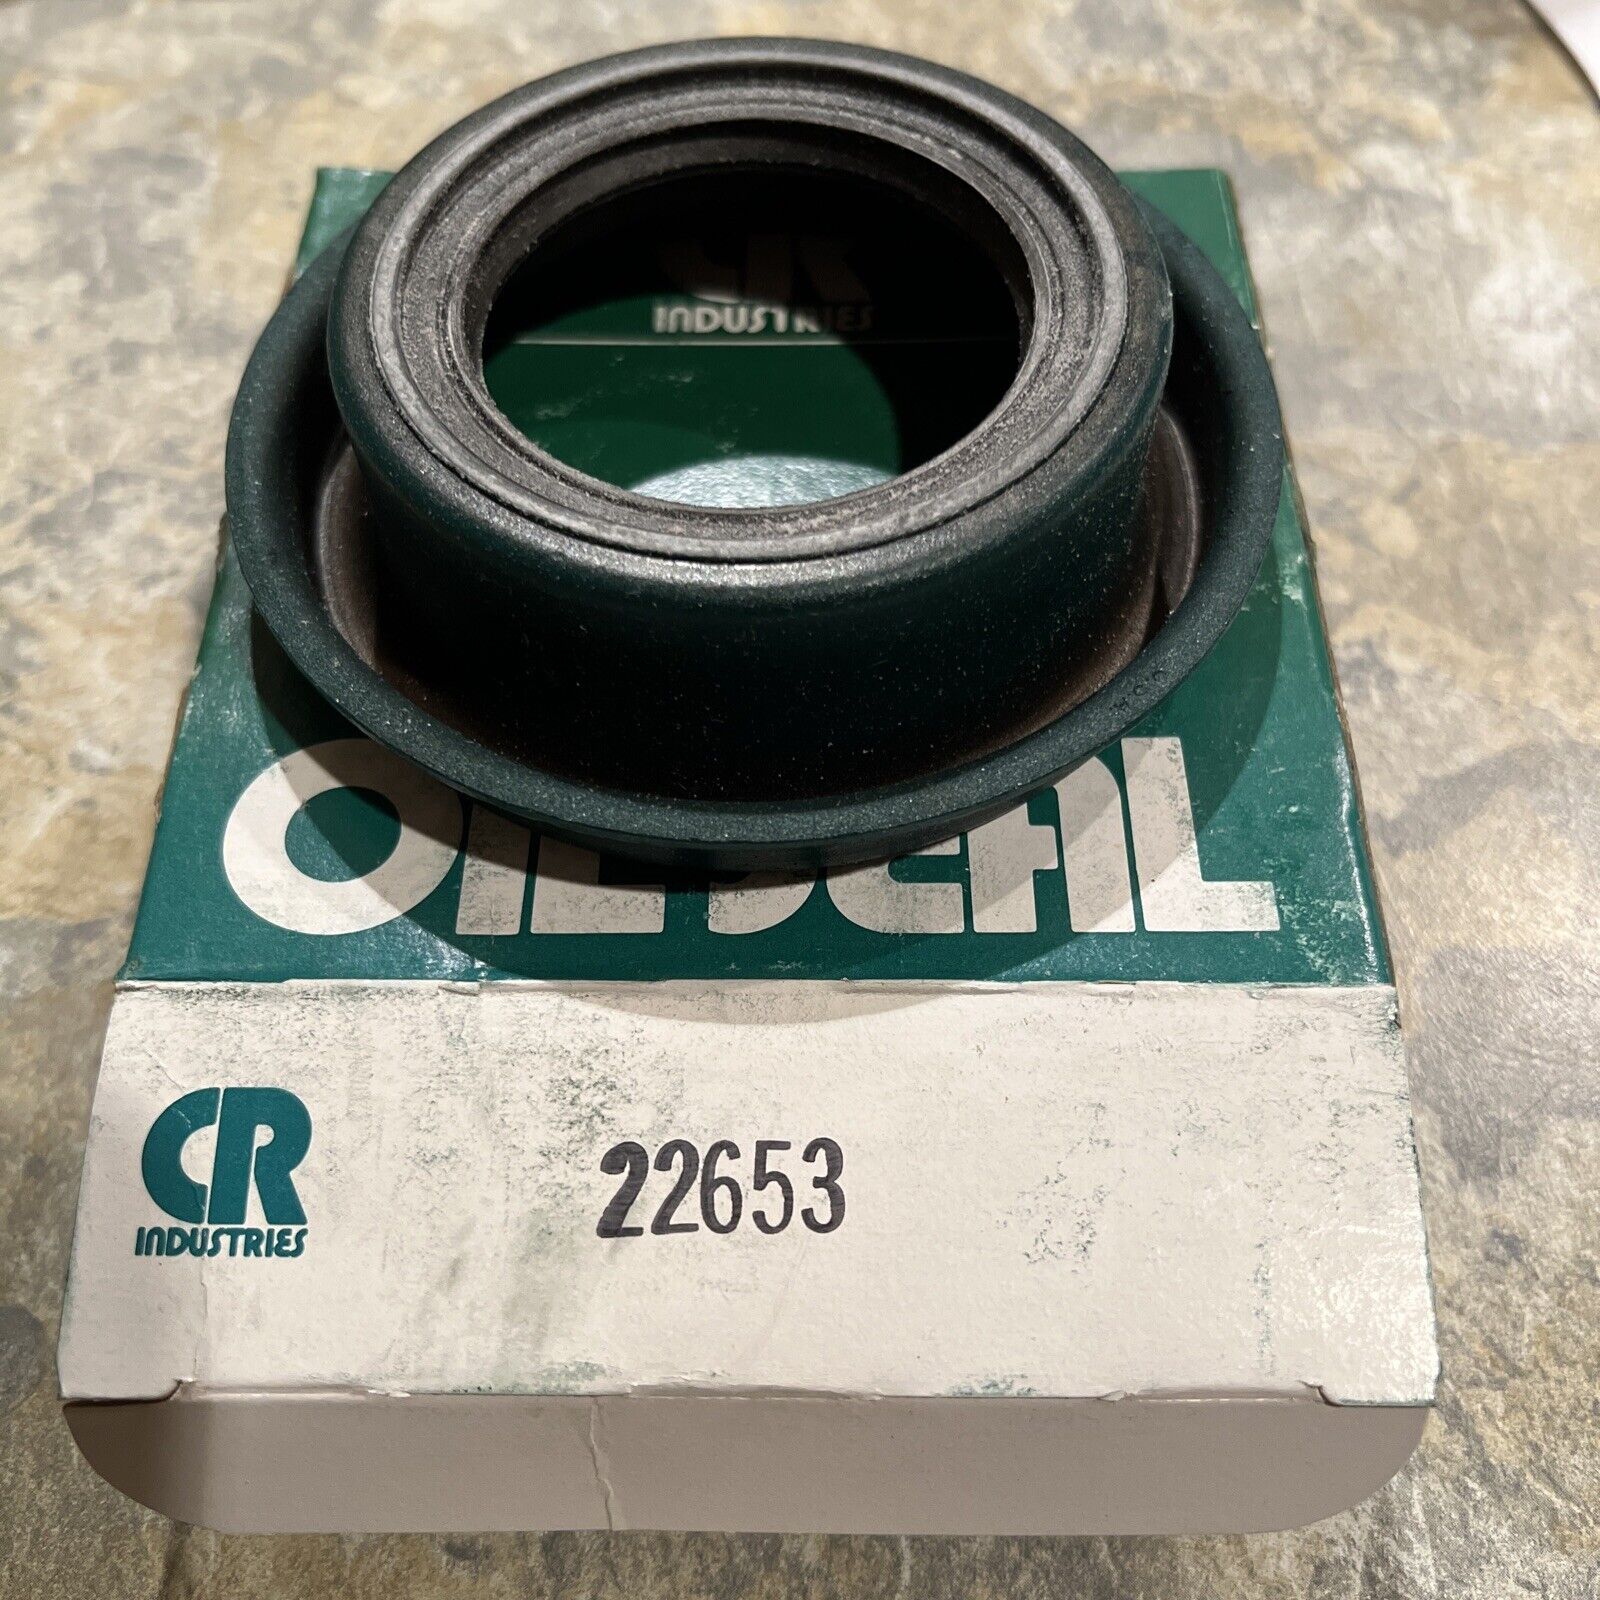 CR
INDUSTRIES
OIL SEAL
CR
INDUSTRIES
22653